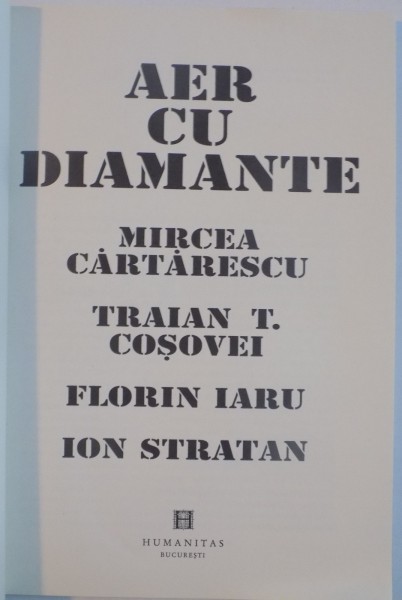 AER
CU
DIAMANTE
MIRCEA
CĂRTĂRESCU
TRAIAN T.
COȘOVEI
FLORIN IARU
ION STRATAN
H
HUMANITAS
BUCUREȘTI